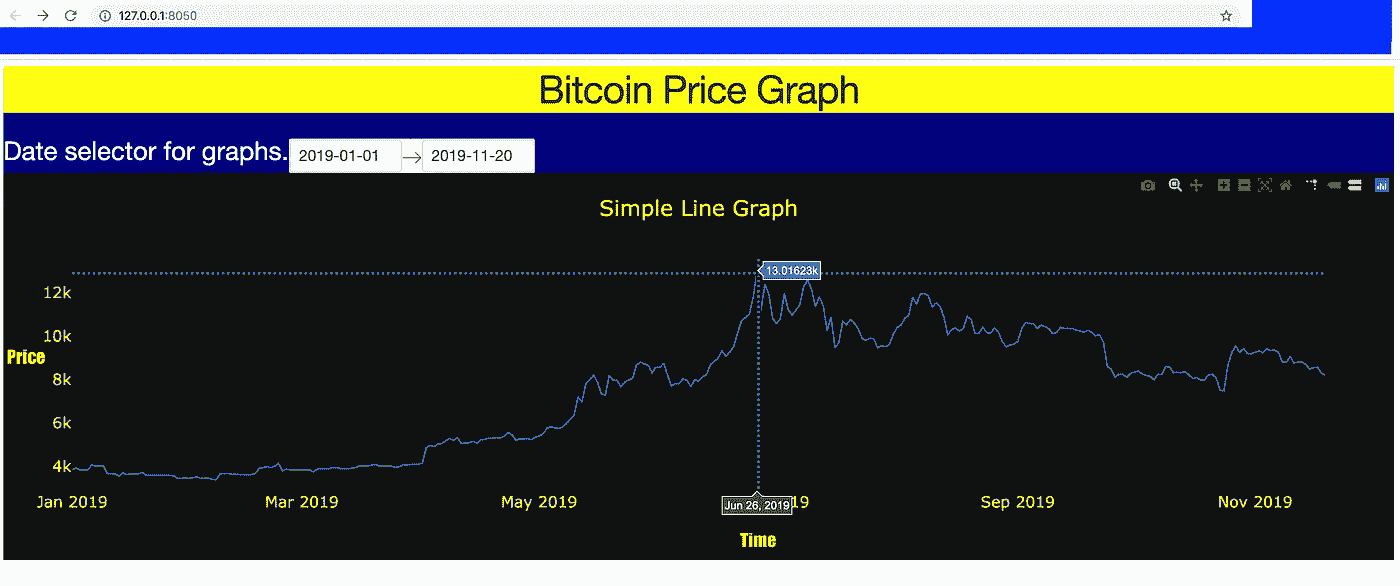 127.0.0.1:8050
Bitcoin Price Graph
Date selector for graphs. 2019-01-01 → 2019-11-20
Simple Line Graph
13.01623k
12k
10k
Price
8k
6k
4k
Jan 2019 Mar 2019 May 2019 Jun 26, 2019 19 Sep 2019 Nov 2019
Time